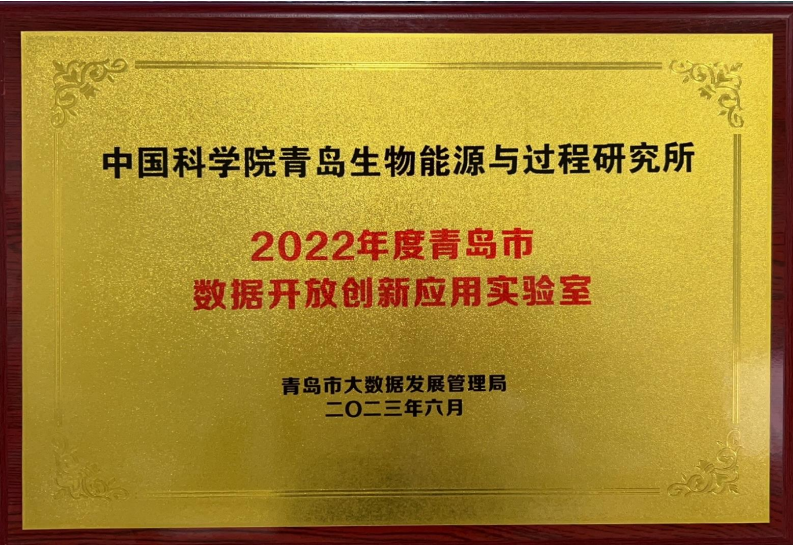 中国科学院青岛生物能源与过程研究所
2022年度青岛市
数据开放创新应用实验室
青岛市大数据发展管理局
二〇二三年六月